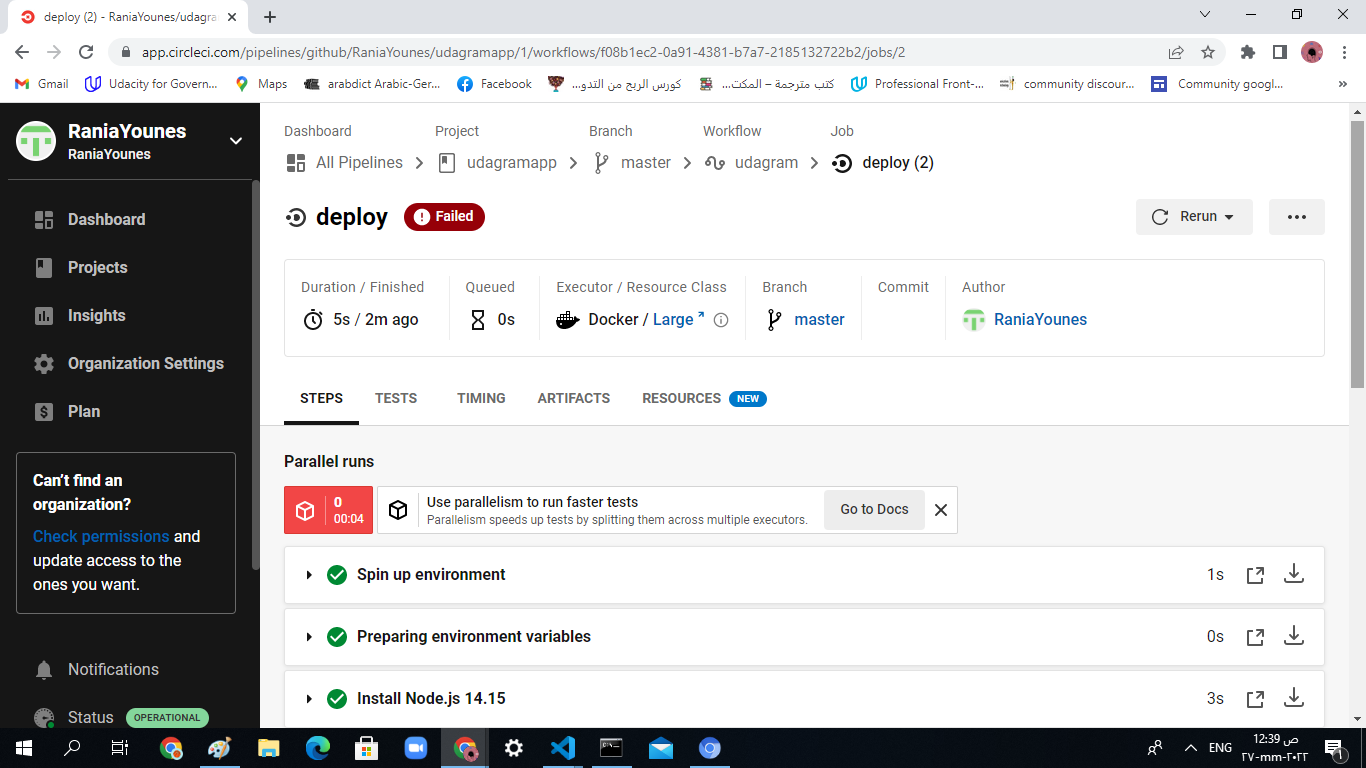 deploy (2) - RaniaYounes/udagra
app.circleci.com/pipelines/github/RaniaYounes/udagramapp/1/workflows/f08b1ec2-0a91-4381-b7a7-2185132722b2/jobs/2
Gmail
Udacity for Govern...
Maps
arabdict Arabic-Ger...
Facebook
كورس الربح من التدو...
كتب مترجمة – المكت...
Professional Front-...
community discour...
Community googl...
»
RaniaYounes
RaniaYounes
Dashboard
Projects
Insights
Organization Settings
Plan
Can't find an
organization?
Check permissions and
update access to the
ones you want.
Notifications
Status OPERATIONAL
Dashboard Project Branch Workflow Job
All Pipelines udagramapp master udagram deploy (2)
deploy Failed
Rerun
Duration / Finished Queued Executor / Resource Class Branch Commit Author
5s / 2m ago 0s Docker / Large master RaniaYounes
STEPS TESTS TIMING ARTIFACTS RESOURCES NEW
Parallel runs
0
00:04
Use parallelism to run faster tests
Parallelism speeds up tests by splitting them across multiple executors.
Go to Docs
Spin up environment 1s
Preparing environment variables 0s
Install Node.js 14.15 3s
ENG
12:39 ص
٢٧-mm-٢٠٢٢
1